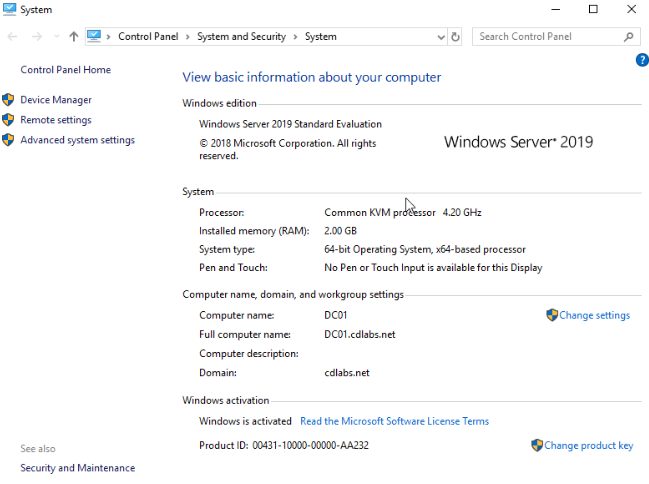 System
Control Panel > System and Security > System
Search Control Panel
Control Panel Home
Device Manager
Remote settings
Advanced system settings
See also
Security and Maintenance
View basic information about your computer
Windows edition
Windows Server 2019 Standard Evaluation
© 2018 Microsoft Corporation. All rights
reserved.
Windows Server® 2019
System
Processor: Common KVM processor 4.20 GHz
Installed memory (RAM): 2.00 GB
System type: 64-bit Operating System, x64-based processor
Pen and Touch: No Pen or Touch Input is available for this Display
Computer name, domain, and workgroup settings
Computer name: DC01 Change settings
Full computer name: DC01.cdlabs.net
Computer description:
Domain: cdlabs.net
Windows activation
Windows is activated Read the Microsoft Software License Terms
Product ID: 00431-10000-00000-AA232 Change product key